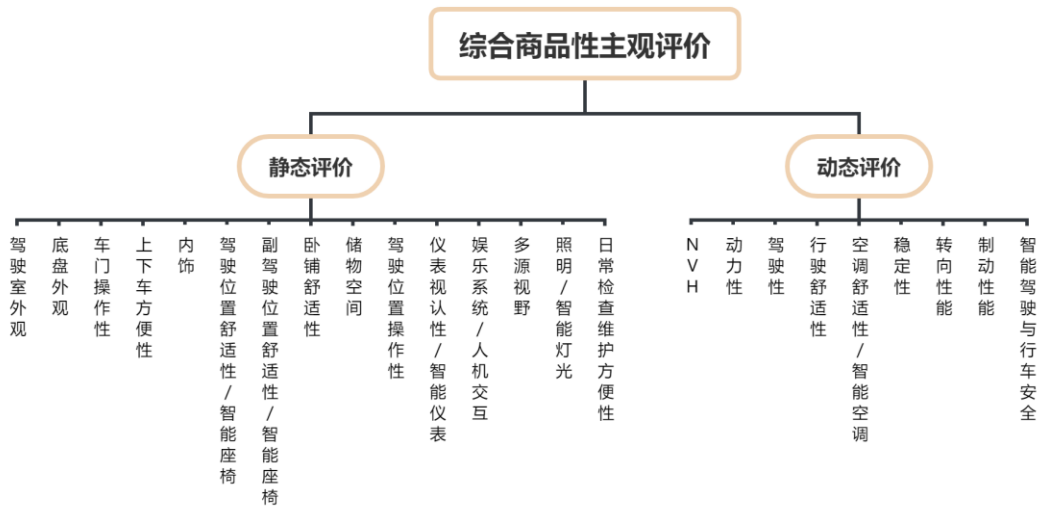 综合商品性主观评价
静态评价
动态评价
驾驶室外观
底盘外观
车门操作性
上下车方便性
内饰
驾驶位置舒适性/智能座椅
副驾驶位置舒适性/智能座椅
卧铺舒适性
储物空间
驾驶位置操作性
仪表视认性/智能仪表
娱乐系统/人机交互
多源视野
照明/智能灯光
日常检查维护方便性
NVH
动力性
驾驶性
行驶舒适性
空调舒适性/智能空调
稳定性
转向性能
制动性能
智能驾驶与行车安全